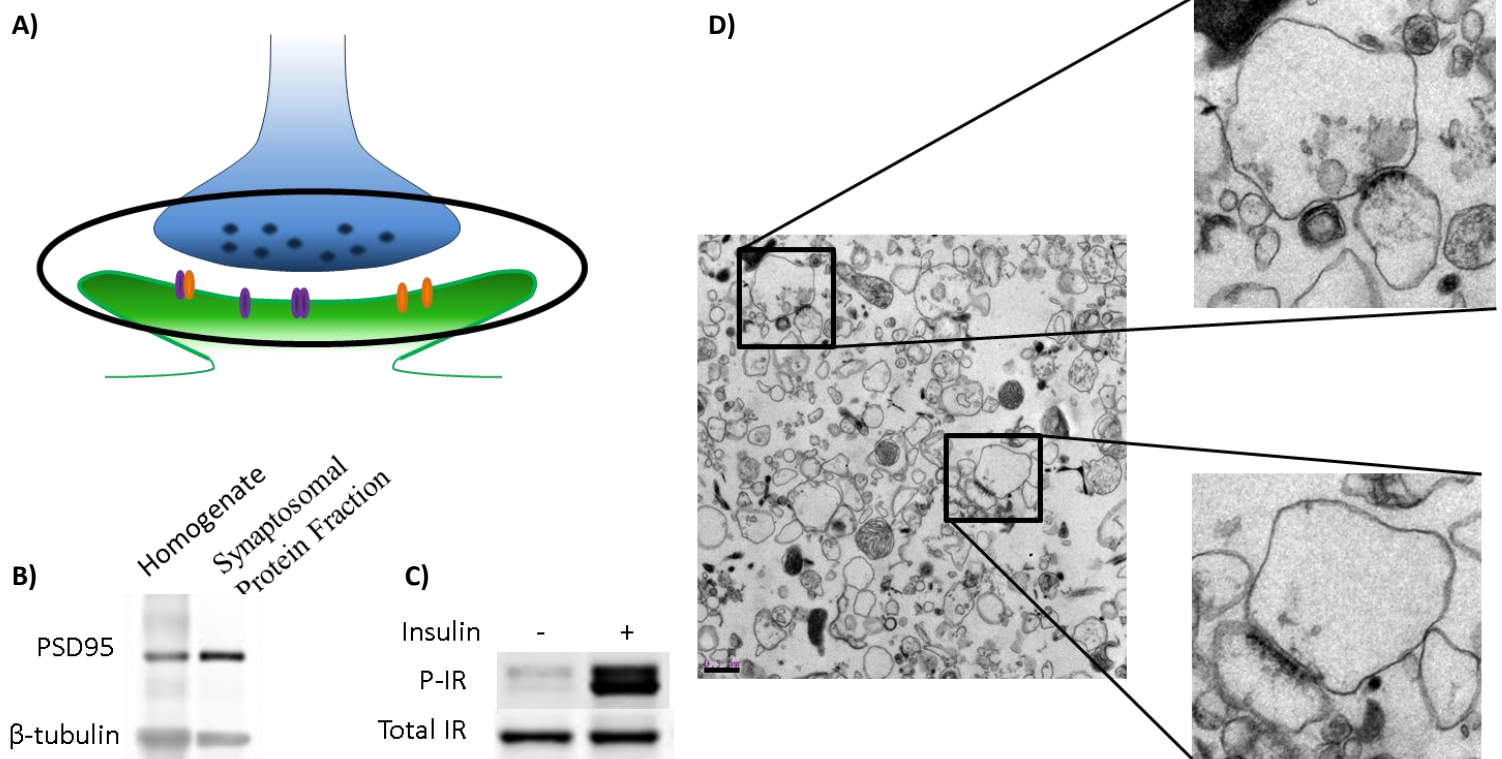 A)
D)
Homogenate
Synaptosomal
Protein Fraction
B)
PSD95
β-tubulin
C)
Insulin - +
P-IR
Total IR